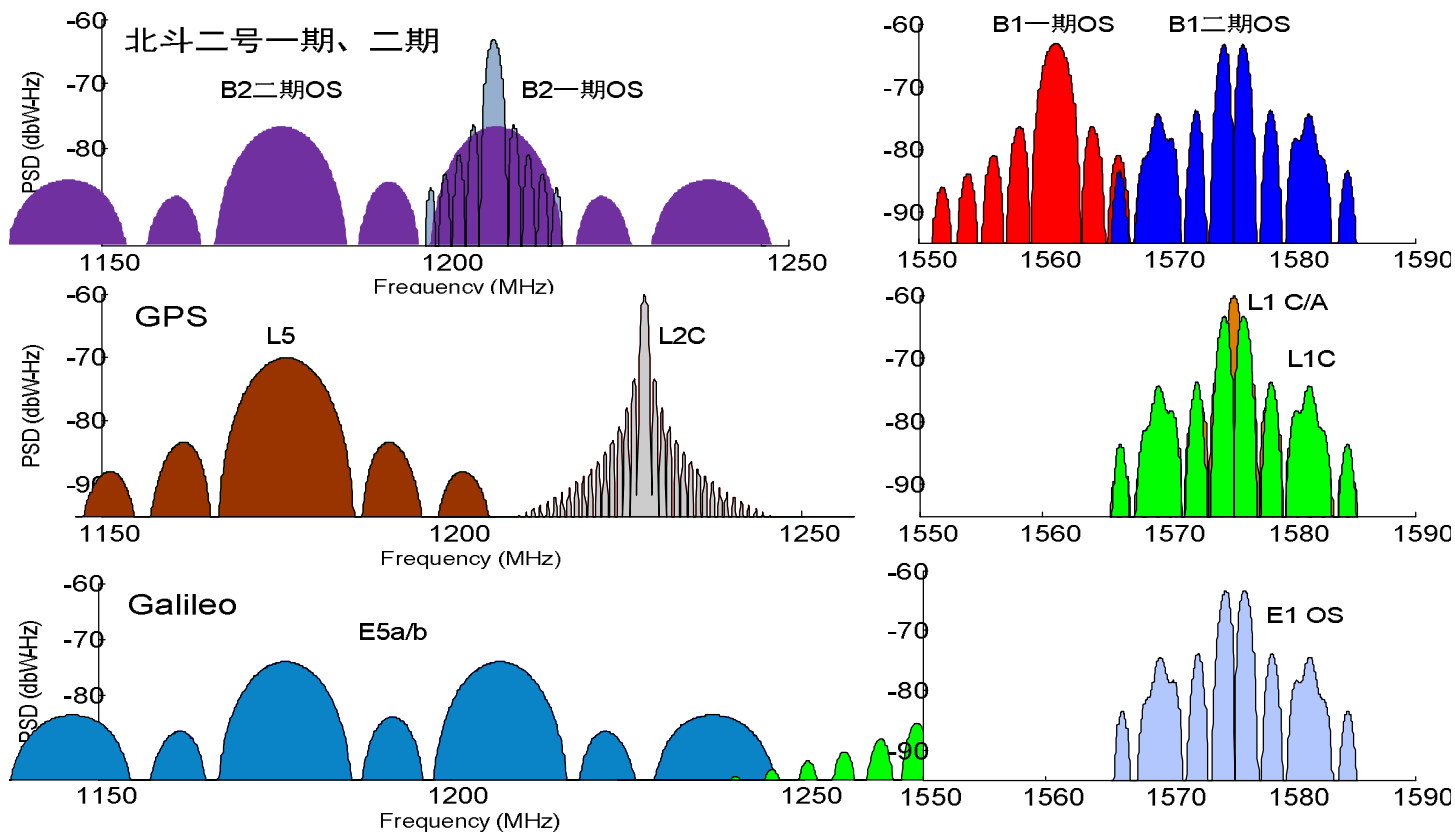 -60
北斗二号一期、二期
-70
B2二期OS
B2一期OS
PSD (dbW-Hz)
-80
-90
1150
1200
1250
Frequency (MHz)
-60
B1一期OS
B1二期OS
-70
-80
-90
1550
1560
1570
1580
1590
-60
GPS
L5
L2C
-70
PSD (dbW-Hz)
-80
-90
1150
1200
1250
Frequency (MHz)
-60
L1 C/A
-70
L1C
-80
-90
1550
1560
1570
1580
1590
-60
Galileo
E5a/b
-70
PSD (dbW-Hz)
-80
1150
1200
1250
Frequency (MHz)
-60
E1 OS
-70
-80
-90
1550
1560
1570
1580
1590